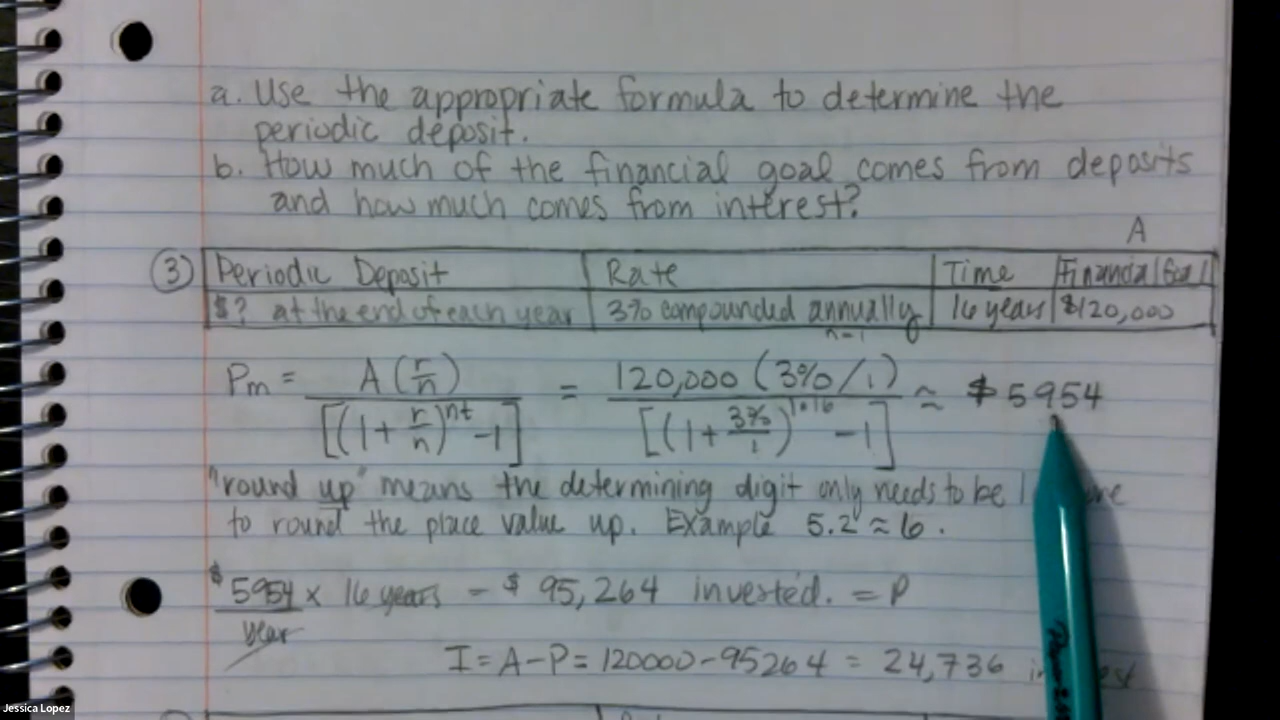 a. Use the appropriate formula to determine the
periodic deposit.
b. How much of the financial goal comes from deposits
and how much comes from interest?
A
③ Periodic Deposit | Rate | Time | Financial Goal
$? at the end of each year | 3% compounded annually | 16 years | $120,000
n=1
Pm = A(r/n) / [(1 + r/n)^nt - 1] = 120,000 (3%/1) / [(1 + 3%/1)^1·16 - 1] ≈ $5954
"round up" means the determining digit only needs to be 1
to round the place value up. Example 5.2 ≈ 6.
$5954/year × 16 years = $95,264 invested. = P
I = A-P = 120000-95264 = 24,736
Jessica Lopez